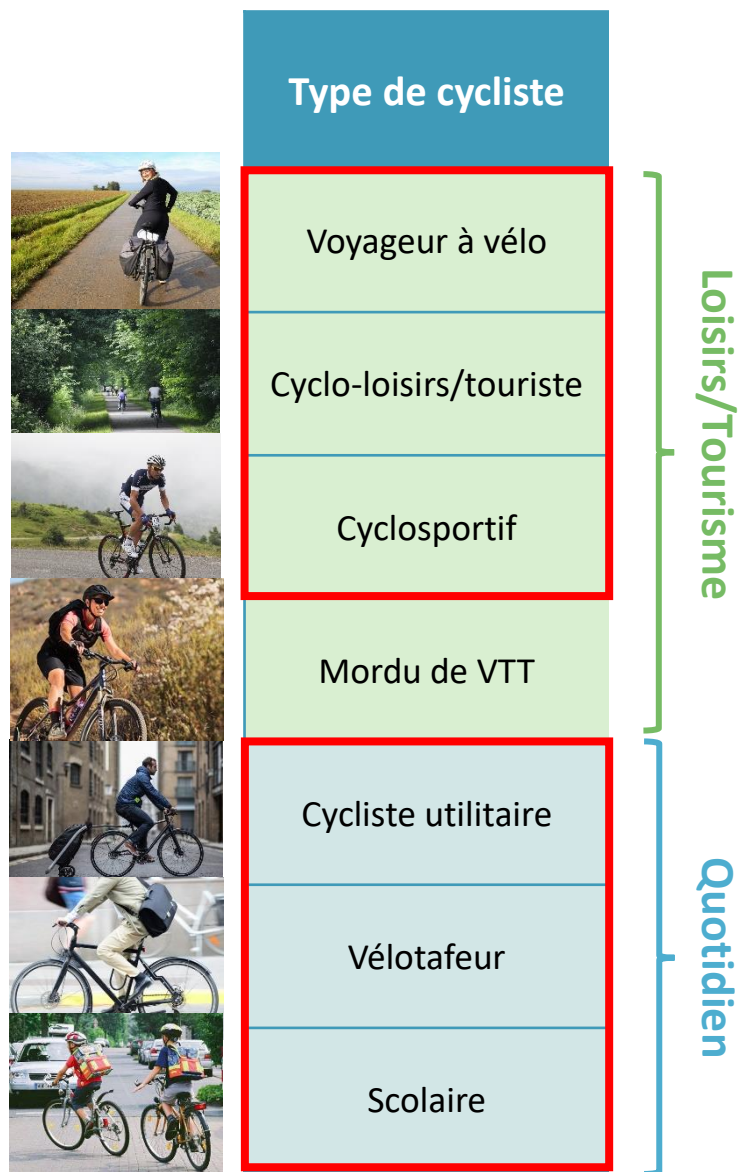 Type de cycliste
Voyageur à vélo
Cyclo-loisirs/touriste
Cyclosportif
Mordu de VTT
Loisirs/Tourisme
Cycliste utilitaire
Vélotafeur
Scolaire
Quotidien